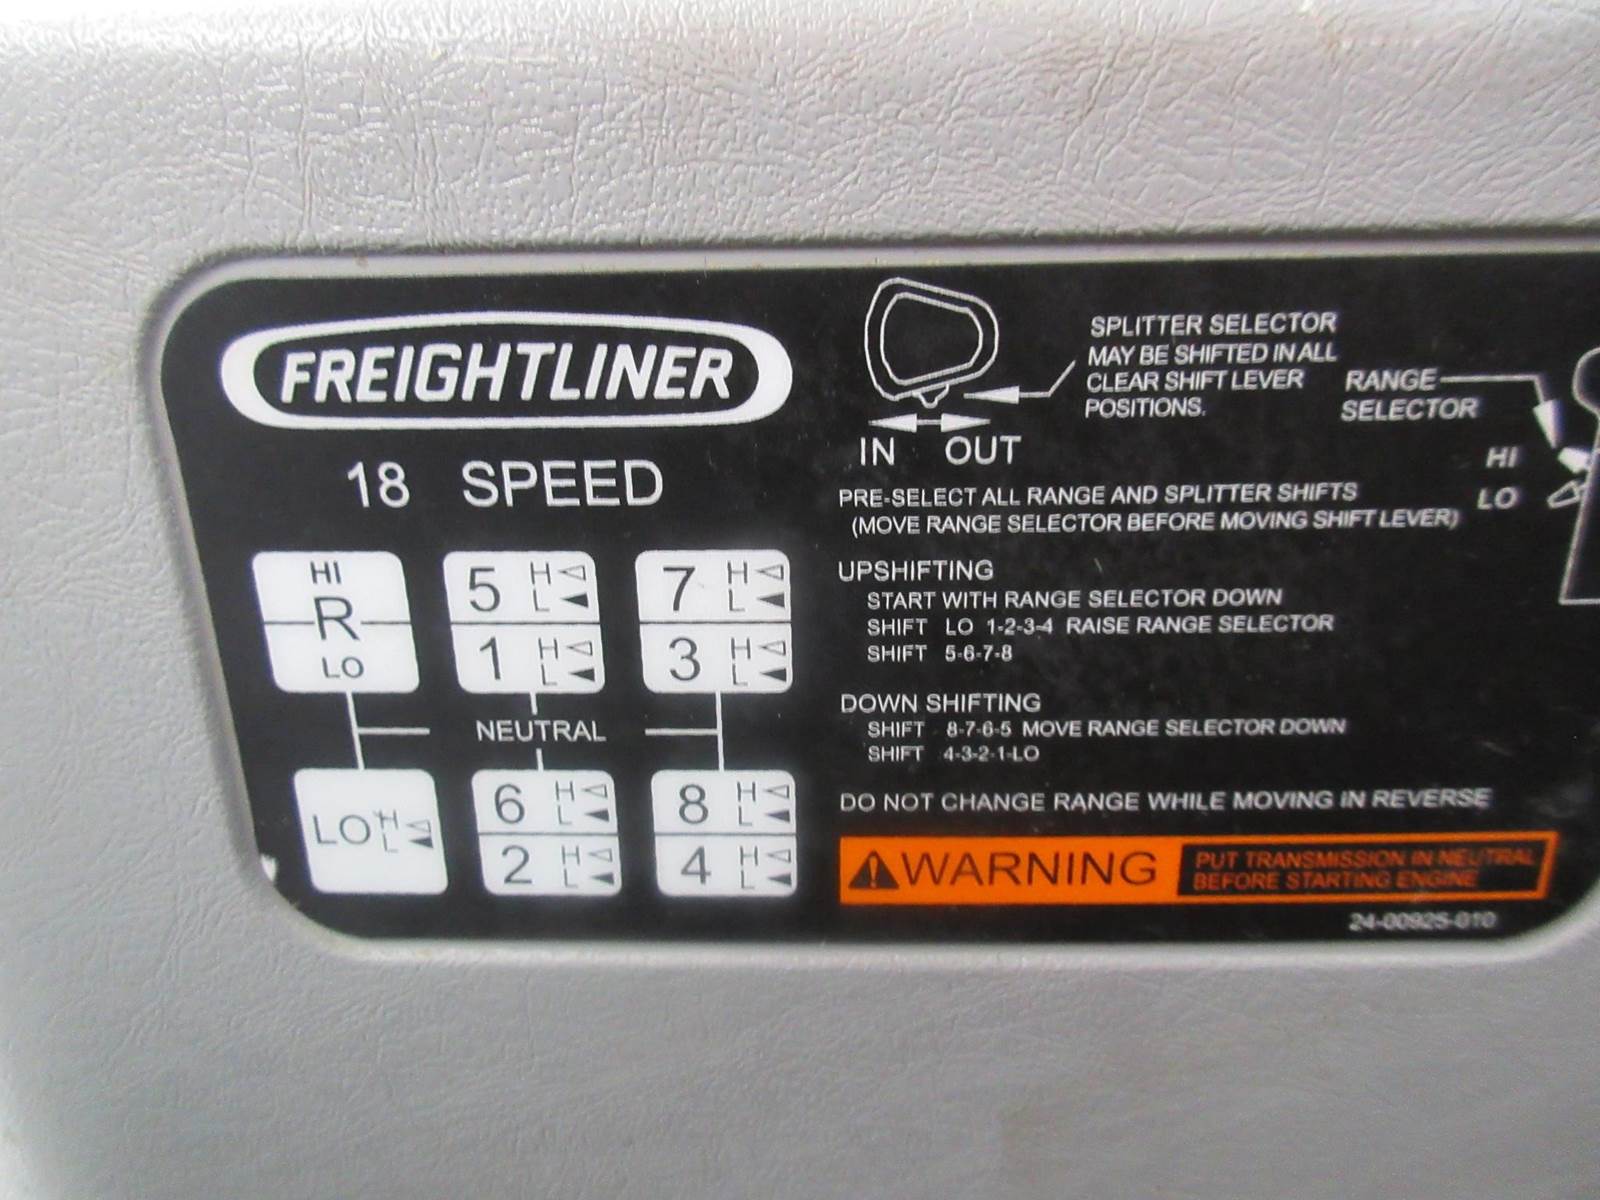 FREIGHTLINER
18 SPEED
HI
R
LO
5 H L
1 H L
7 H L
3 H L
NEUTRAL
LO H L
6 H L
2 H L
8 H L
4 H L
IN OUT
SPLITTER SELECTOR
MAY BE SHIFTED IN ALL
CLEAR SHIFT LEVER
POSITIONS.
RANGE
SELECTOR
HI
LO
PRE-SELECT ALL RANGE AND SPLITTER SHIFTS
(MOVE RANGE SELECTOR BEFORE MOVING SHIFT LEVER)
UPSHIFTING
START WITH RANGE SELECTOR DOWN
SHIFT LO 1-2-3-4 RAISE RANGE SELECTOR
SHIFT 5-6-7-8
DOWN SHIFTING
SHIFT 8-7-6-5 MOVE RANGE SELECTOR DOWN
SHIFT 4-3-2-1-LO
DO NOT CHANGE RANGE WHILE MOVING IN REVERSE
WARNING
PUT TRANSMISSION IN NEUTRAL
BEFORE STARTING ENGINE
24-00925-010